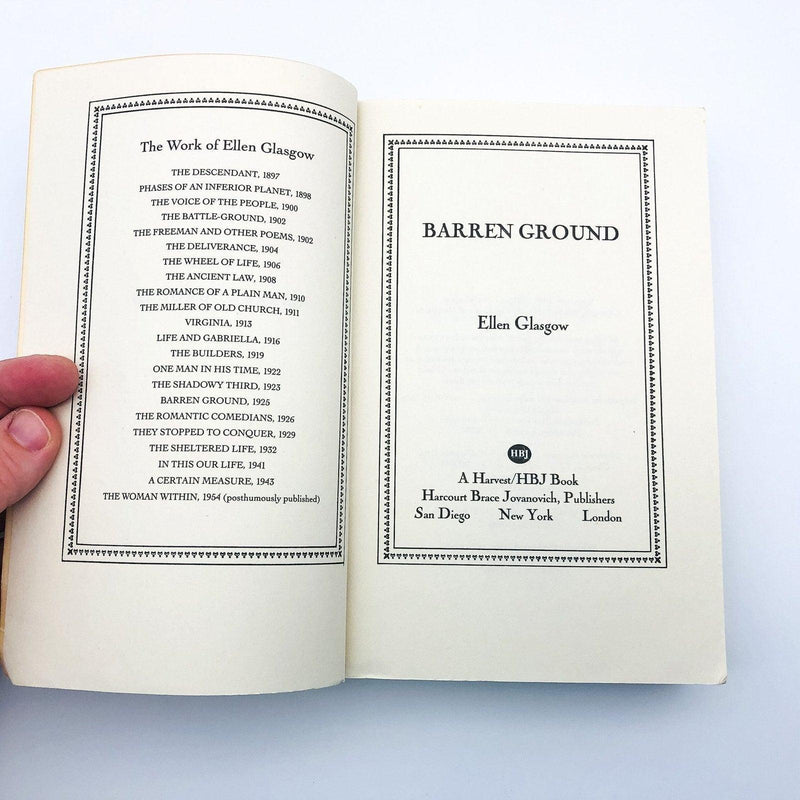 The Work of Ellen Glasgow
THE DESCENDANT, 1897
PHASES OF AN INFERIOR PLANET, 1898
THE VOICE OF THE PEOPLE, 1900
THE BATTLE-GROUND, 1902
THE FREEMAN AND OTHER POEMS, 1902
THE DELIVERANCE, 1904
THE WHEEL OF LIFE, 1906
THE ANCIENT LAW, 1908
THE ROMANCE OF A PLAIN MAN, 1910
THE MILLER OF OLD CHURCH, 1911
VIRGINIA, 1913
LIFE AND GABRIELLA, 1916
THE BUILDERS, 1919
ONE MAN IN HIS TIME, 1922
THE SHADOWY THIRD, 1923
BARREN GROUND, 1925
THE ROMANTIC COMEDIANS, 1926
THEY STOPPED TO CONQUER, 1929
THE SHELTERED LIFE, 1932
IN THIS OUR LIFE, 1941
A CERTAIN MEASURE, 1943
THE WOMAN WITHIN, 1954 (posthumously published)
BARREN GROUND
Ellen Glasgow
HBJ
A Harvest/HBJ Book
Harcourt Brace Jovanovich, Publishers
San Diego New York London